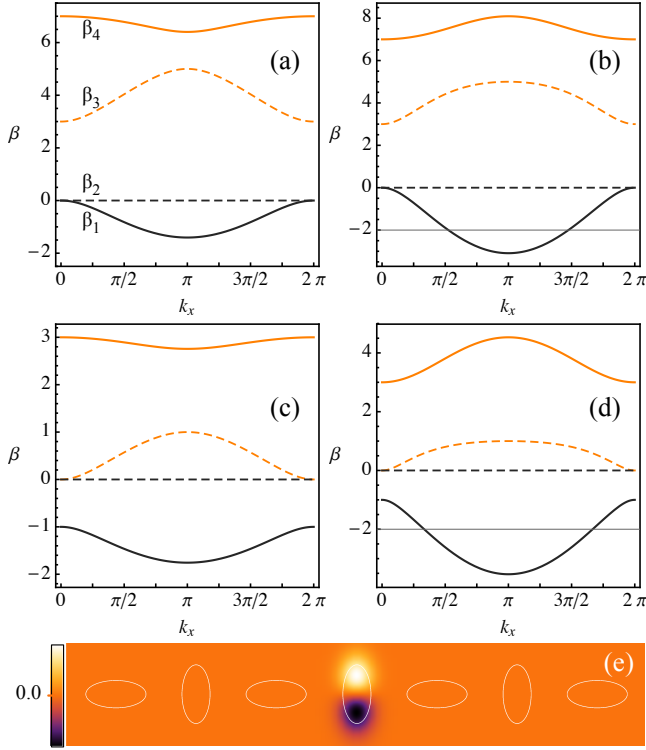 β₄
β₃
β₂
β₁
(a)
β
6
4
2
0
−2
0 π/2 π 3π/2 2 π
kₓ
(b)
β
8
6
4
2
0
−2
0 π/2 π 3π/2 2 π
kₓ
(c)
β
3
2
1
0
−1
−2
0 π/2 π 3π/2 2 π
kₓ
(d)
β
4
2
0
−2
0 π/2 π 3π/2 2 π
kₓ
0.0
(e)